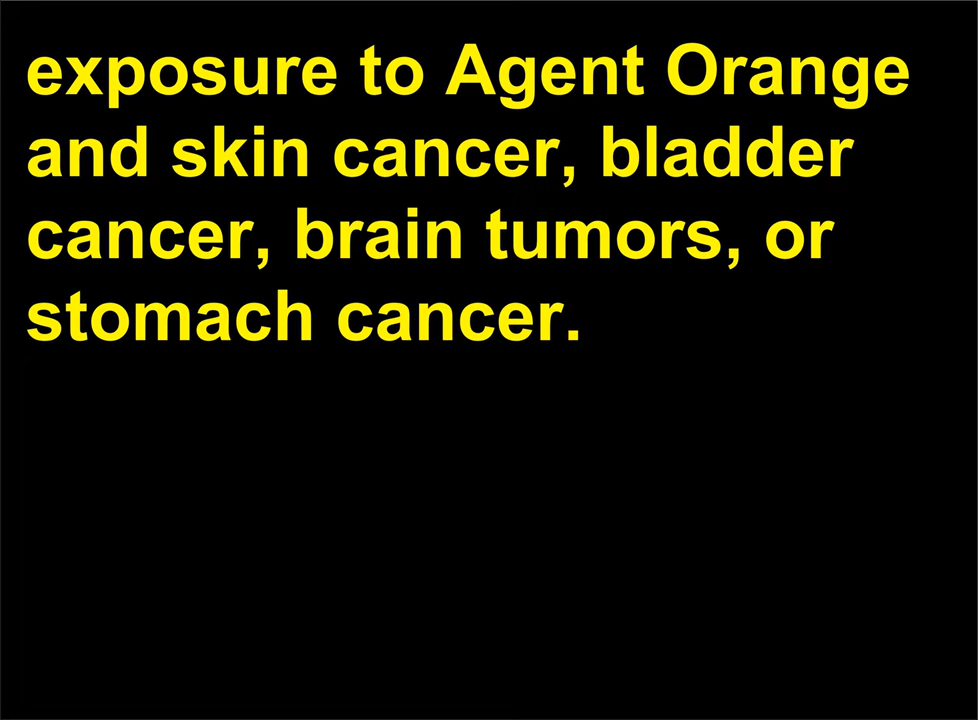 exposure to Agent Orange
and skin cancer, bladder
cancer, brain tumors, or
stomach cancer.